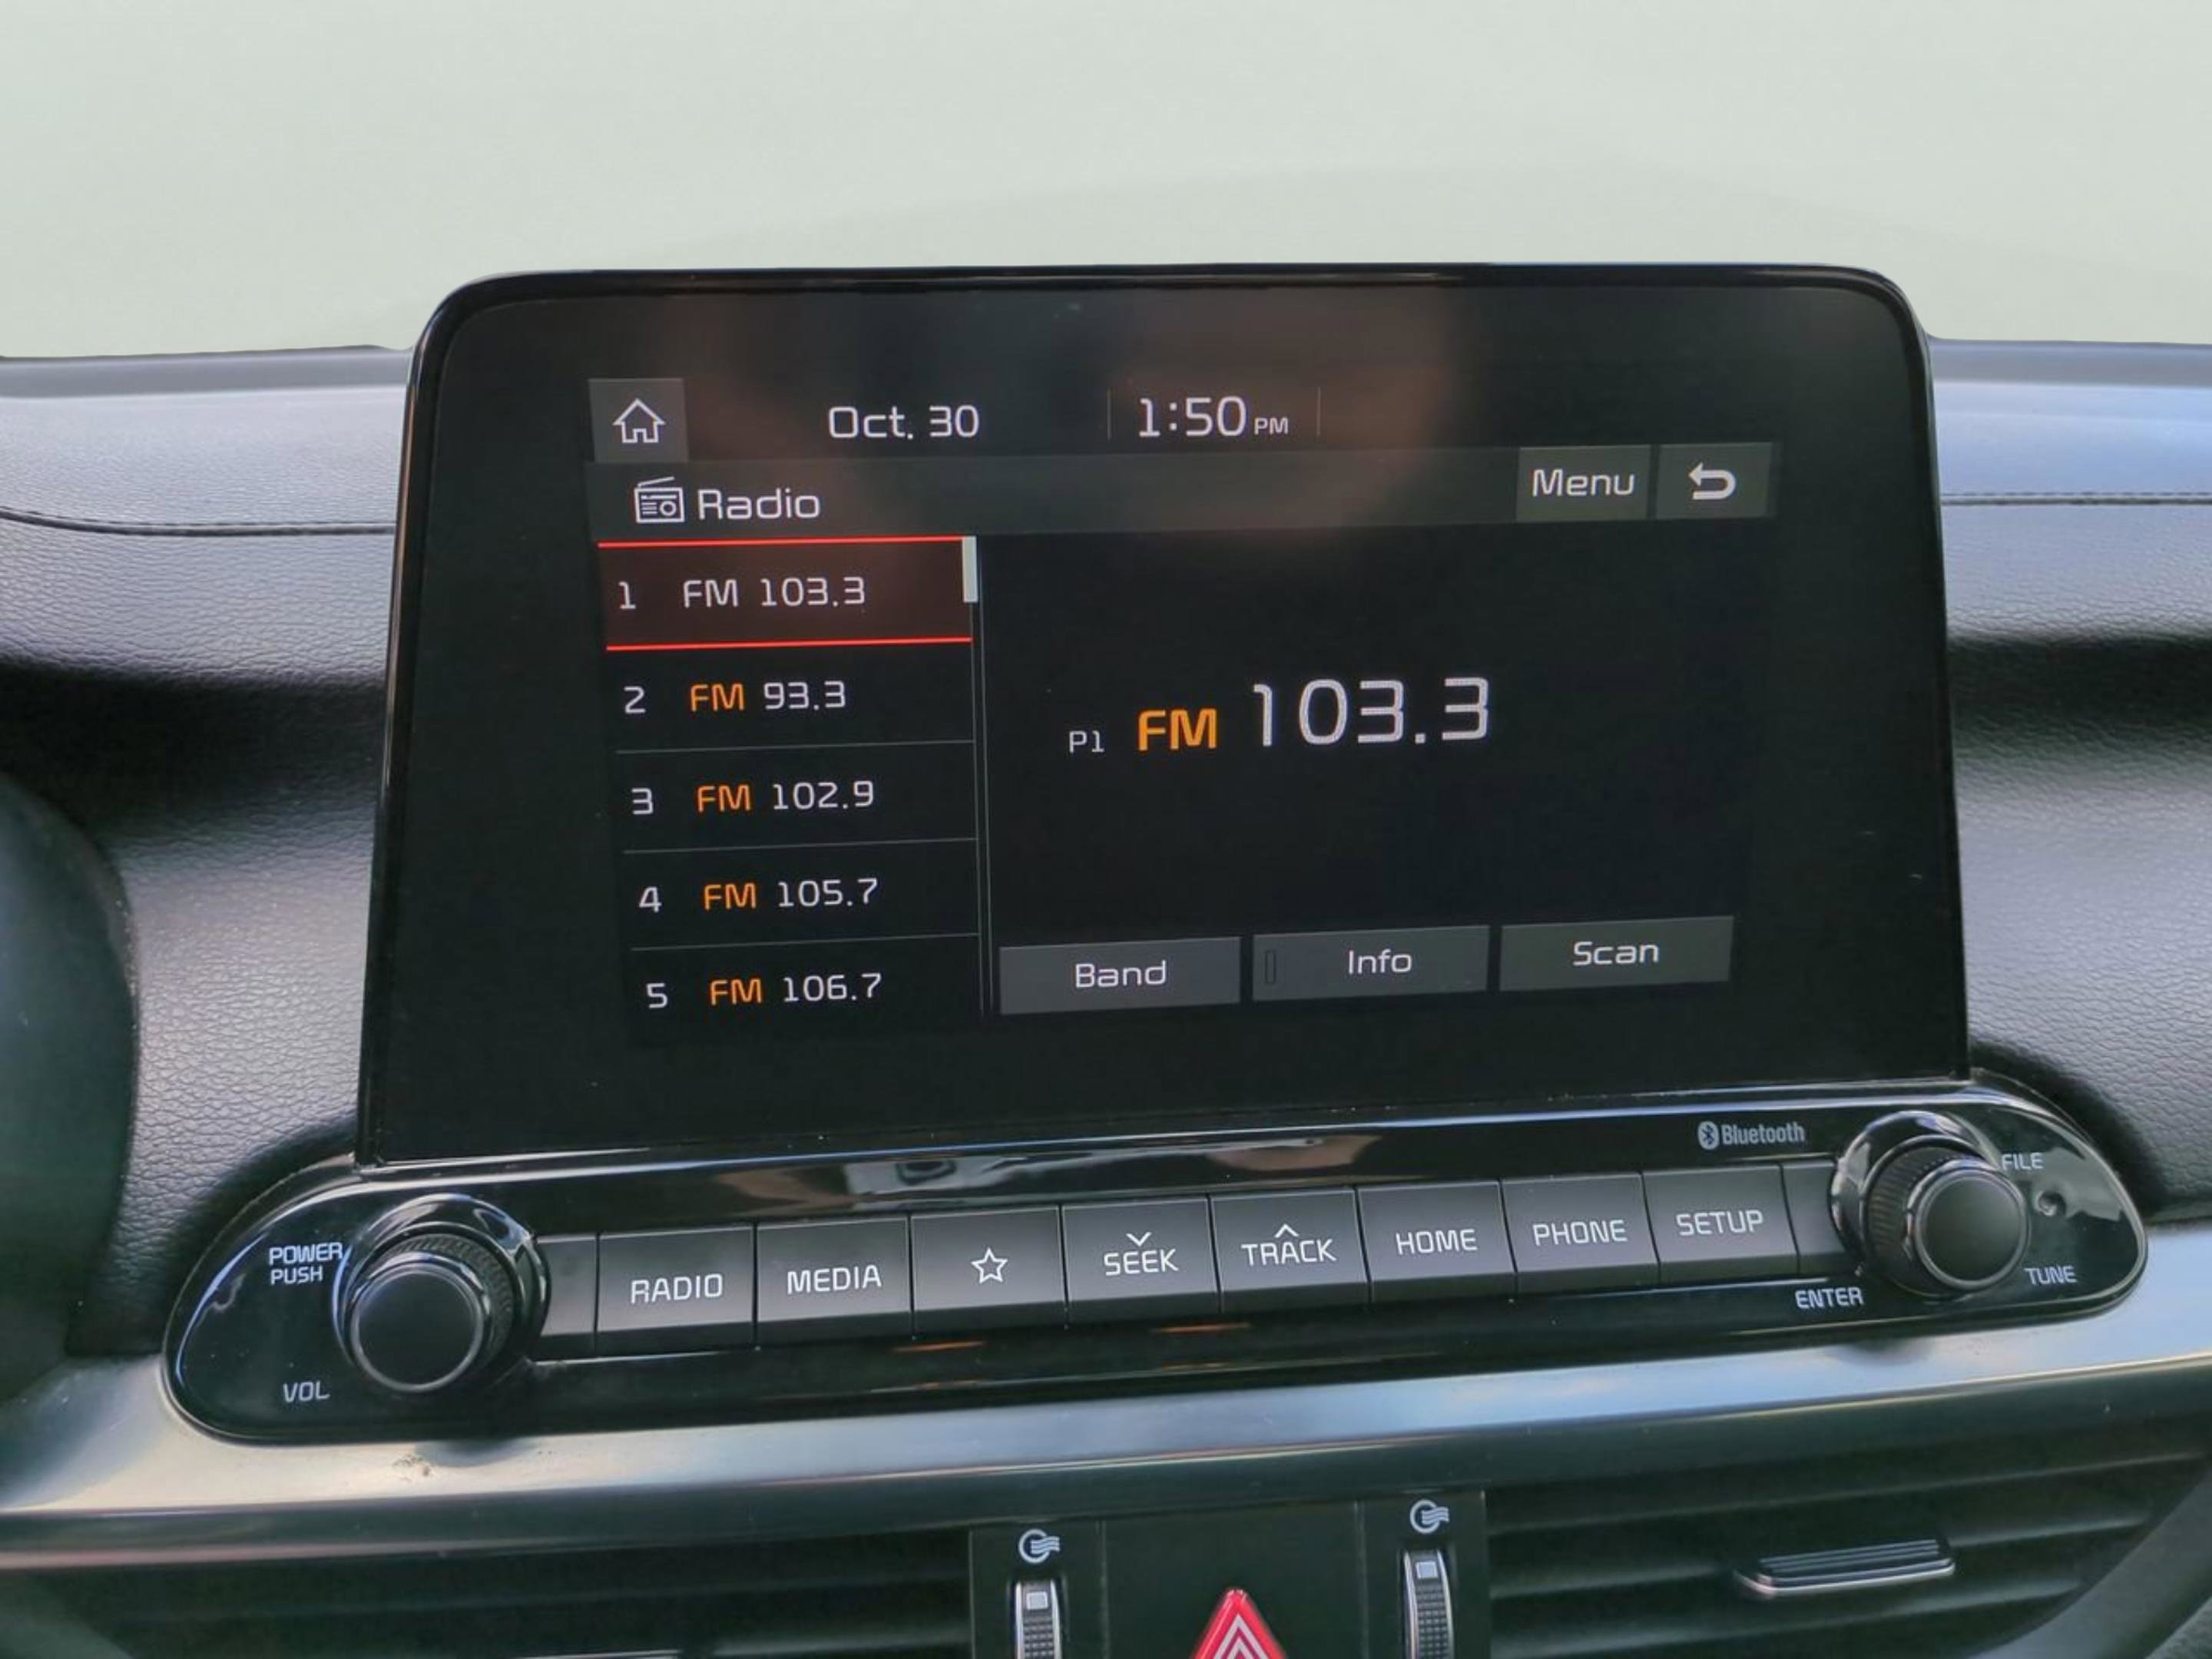 Oct. 30 1:50 PM
Radio Menu
1 FM 103.3
2 FM 93.3
3 FM 102.9
4 FM 105.7
5 FM 106.7
P1 FM 103.3
Band Info Scan
Bluetooth
POWER
PUSH
VOL
RADIO MEDIA SEEK TRACK HOME PHONE SETUP
FILE
TUNE
ENTER